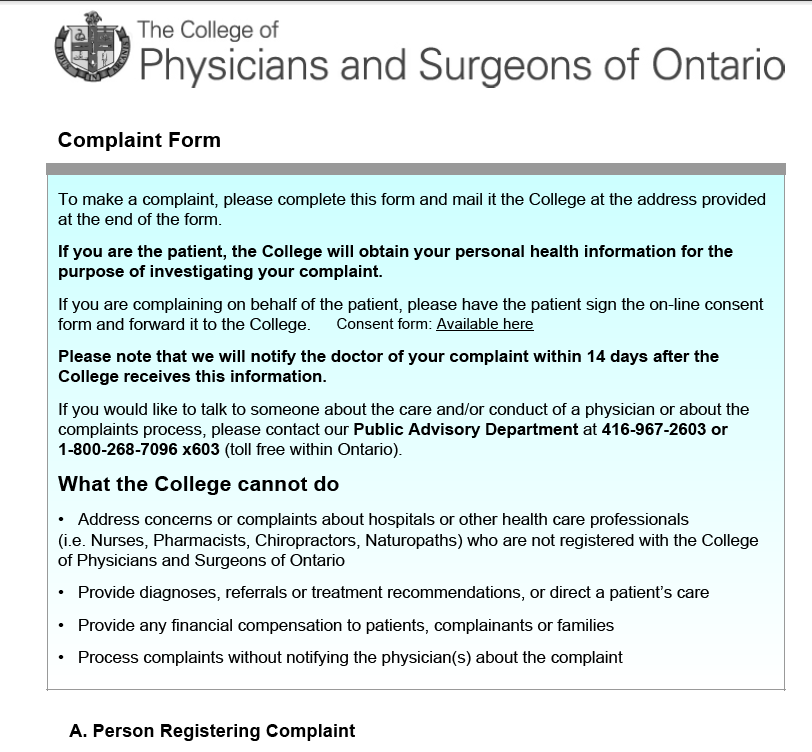 The College of
Physicians and Surgeons of Ontario
Complaint Form
To make a complaint, please complete this form and mail it the College at the address provided
at the end of the form.
If you are the patient, the College will obtain your personal health information for the
purpose of investigating your complaint.
If you are complaining on behalf of the patient, please have the patient sign the on-line consent
form and forward it to the College. Consent form: Available here
Please note that we will notify the doctor of your complaint within 14 days after the
College receives this information.
If you would like to talk to someone about the care and/or conduct of a physician or about the
complaints process, please contact our Public Advisory Department at 416-967-2603 or
1-800-268-7096 x603 (toll free within Ontario).
What the College cannot do
• Address concerns or complaints about hospitals or other health care professionals
(i.e. Nurses, Pharmacists, Chiropractors, Naturopaths) who are not registered with the College
of Physicians and Surgeons of Ontario
• Provide diagnoses, referrals or treatment recommendations, or direct a patient's care
• Provide any financial compensation to patients, complainants or families
• Process complaints without notifying the physician(s) about the complaint
A. Person Registering Complaint